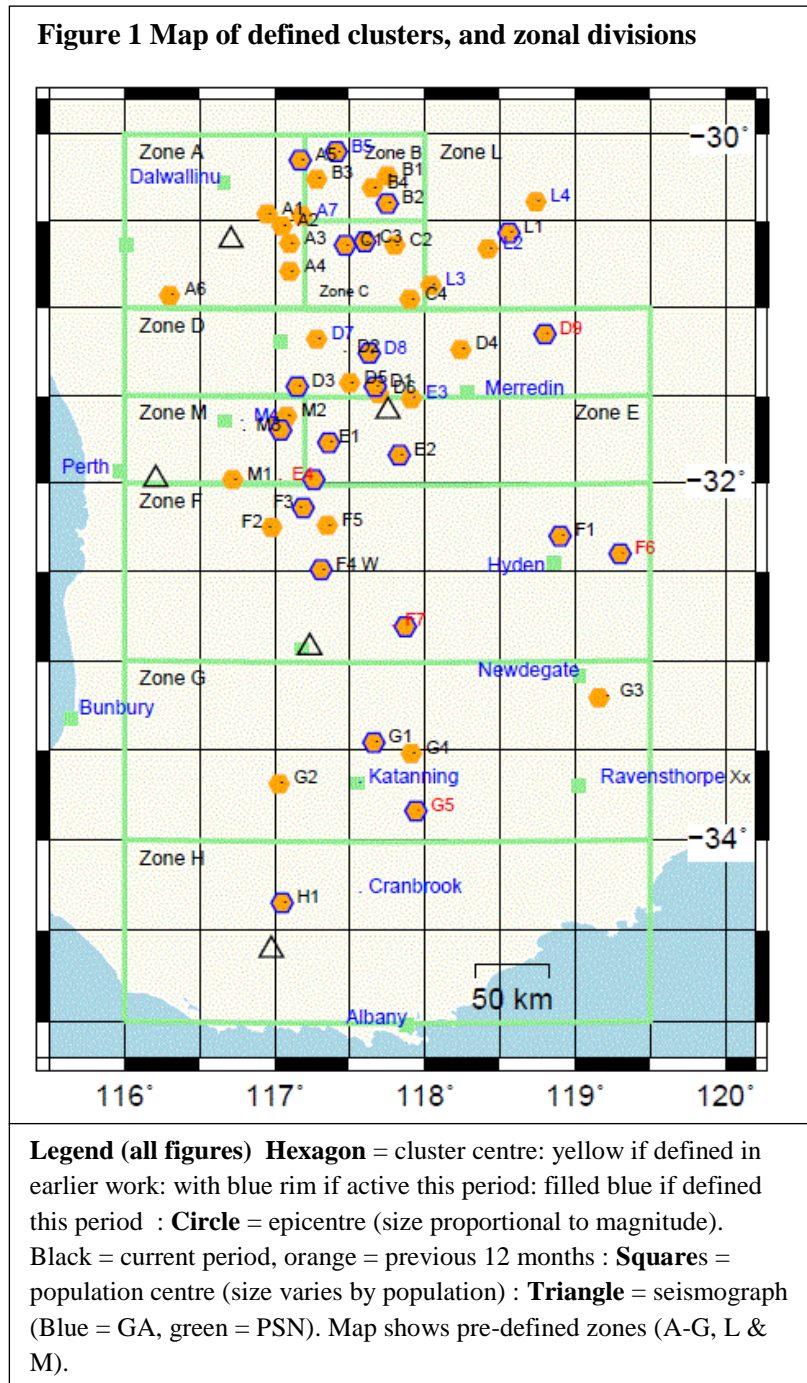 Figure 1 Map of defined clusters, and zonal divisions
−30˚
Zone A
A5
B5
Zone B
Zone L
Dalwallinu
B3
B1
B4
B2
L4
A1
A7
A2
A3
C1
C3
C2
L1
L2
A4
A6
Zone C
C4
L3
Zone D
D7
D2
D8
D4
D9
D3
D5
D1
D6
E3
Merredin
Zone M
M4
M2
M3
E1
E2
Zone E
Perth
M1
E4
−32˚
Zone F
F3
F2
F5
F1
F6
F4 W
Hyden
F7
Zone G
Newdegate
G3
Bunbury
G1
G4
G2
Katanning
Ravensthorpe Xx
G5
−34˚
Zone H
Cranbrook
H1
50 km
Albany
116˚ 117˚ 118˚ 119˚ 120˚
Legend (all figures) Hexagon = cluster centre: yellow if defined in
earlier work: with blue rim if active this period: filled blue if defined
this period : Circle = epicentre (size proportional to magnitude).
Black = current period, orange = previous 12 months : Squares =
population centre (size varies by population) : Triangle = seismograph
(Blue = GA, green = PSN). Map shows pre-defined zones (A-G, L &
M).